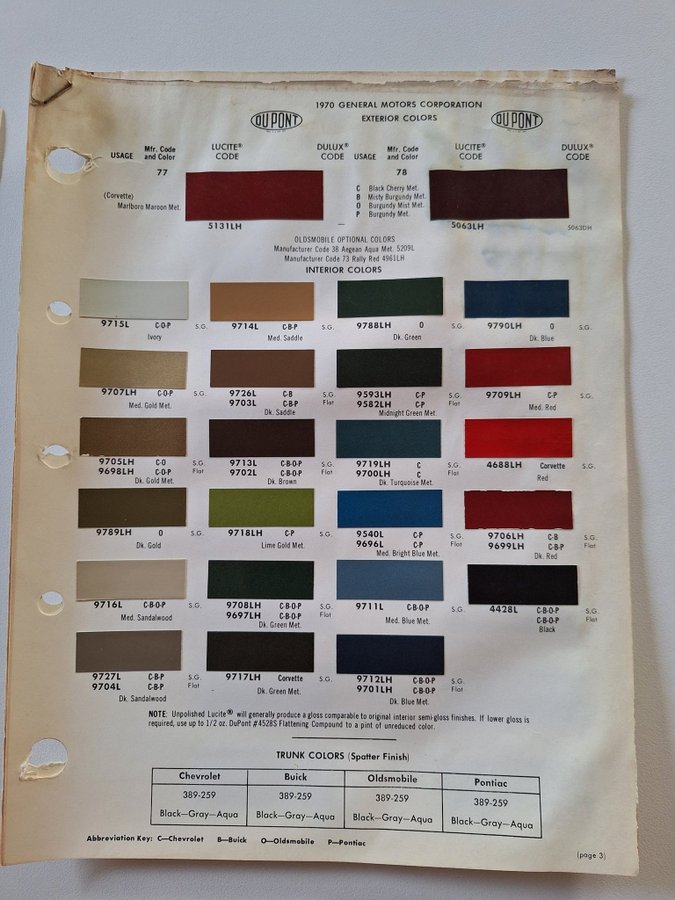 1970 GENERAL MOTORS CORPORATION
DU PONT EXTERIOR COLORS DU PONT
USAGE Mfr. Code and Color LUCITE® CODE DULUX® CODE USAGE Mfr. Code and Color LUCITE® CODE DULUX® CODE
77 78
(Corvette)
Marlboro Maroon Met.
C Black Cherry Met.
B Misty Burgundy Met.
O Burgundy Mist Met.
P Burgundy Met.
5131LH — 5063LH 5063DH
OLDSMOBILE OPTIONAL COLORS
Manufacturer Code 38 Aegean Aqua Met. 5209L
Manufacturer Code 73 Rally Red 4961LH
INTERIOR COLORS
9715L C-O-P S.G. 9714L C-B-P S.G. 9788LH O S.G. 9790LH O S.G.
Ivory Med. Saddle Dk. Green Dk. Blue
9707LH C-O-P S.G. 9726L C-B S.G. 9593LH C-P S.G. 9709LH C-P S.G.
9703L C-B-P Flat 9582LH C-P Flat
Med. Gold Met. Dk. Saddle Midnight Green Met. Med. Red
9705LH C-O S.G. 9713L C-B-O-P S.G. 9719LH C S.G. 4688LH Corvette S.G.
9698LH C-O-P Flat 9702L C-B-O-P Flat 9700LH C Flat
Dk. Gold Met. Dk. Brown Dk. Turquoise Met. Red
9789LH O S.G. 9718LH C-P S.G. 9540L C-P S.G. 9706LH C-B S.G.
9696L C-P Flat 9699LH C-B-P Flat
Dk. Gold Lime Gold Met. Med. Bright Blue Met. Dk. Red
9716L C-B-O-P S.G. 9708LH C-B-O-P S.G. 9711L C-B-O-P S.G. 4428L C-B-O-P S.G.
9697LH C-B-O-P Flat C-B-O-P Flat
Med. Sandalwood Dk. Green Met. Med. Blue Met. Black
9727L C-B-P S.G. 9717LH Corvette S.G. 9712LH C-B-O-P S.G.
9704L C-B-P Flat 9701LH C-B-O-P Flat
Dk. Sandalwood Dk. Green Met. Dk. Blue Met.
NOTE: Unpolished Lucite® will generally produce a gloss comparable to original interior semi-gloss finishes. If lower gloss is
required, use up to 1/2 oz. DuPont #4528S Flattening Compound to a pint of unreduced color.
TRUNK COLORS (Spatter Finish)
Chevrolet Buick Oldsmobile Pontiac
389-259 389-259 389-259 389-259
Black—Gray—Aqua Black—Gray—Aqua Black—Gray—Aqua Black—Gray—Aqua
Abbreviation Key: C—Chevrolet B—Buick O—Oldsmobile P—Pontiac
(page 3)